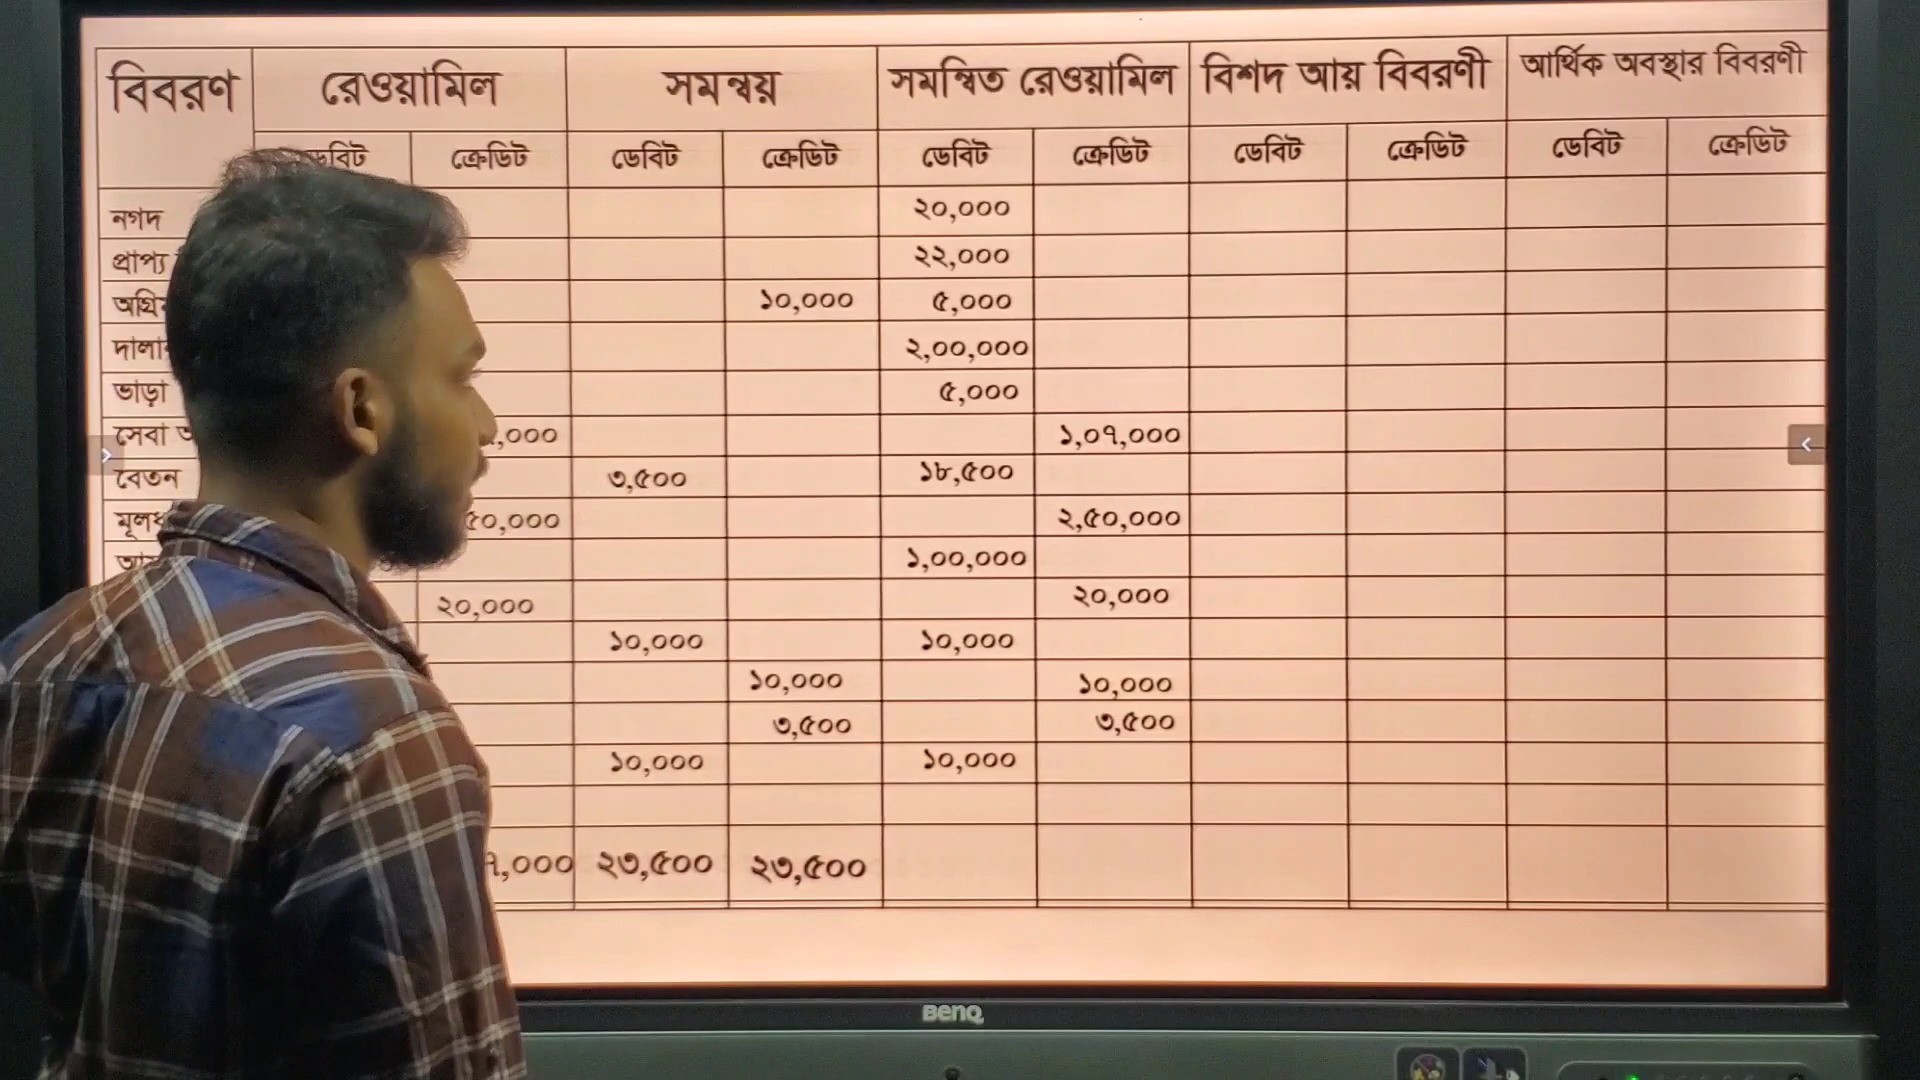 বিবরণ রেওয়ামিল সমন্বয় সমন্বিত রেওয়ামিল বিশদ আয় বিবরণী আর্থিক অবস্থার বিবরণী
ক্রেডিট ডেবিট ক্রেডিট ডেবিট ক্রেডিট ডেবিট ক্রেডিট ডেবিট ক্রেডিট
নগদ ২০,০০০
প্রাপ্য ২২,০০০
১০,০০০ ৫,০০০
২,০০,০০০
ভাড়া ৫,০০০
সেবা ১,০৭,০০০
বেতন ৩,৫০০ ১৮,৫০০
২,৫০,০০০
১,০০,০০০
২০,০০০ ২০,০০০
১০,০০০ ১০,০০০
১০,০০০ ১০,০০০
৩,৫০০ ৩,৫০০
১০,০০০ ১০,০০০
২৩,৫০০ ২৩,৫০০
BenQ